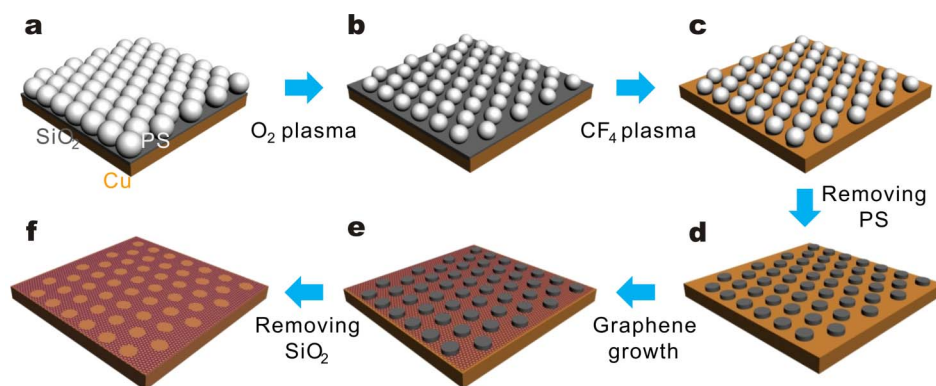 a
b
c
SiO₂
PS
Cu
O₂ plasma
CF₄ plasma
Removing
PS
f
e
d
Removing
SiO₂
Graphene
growth